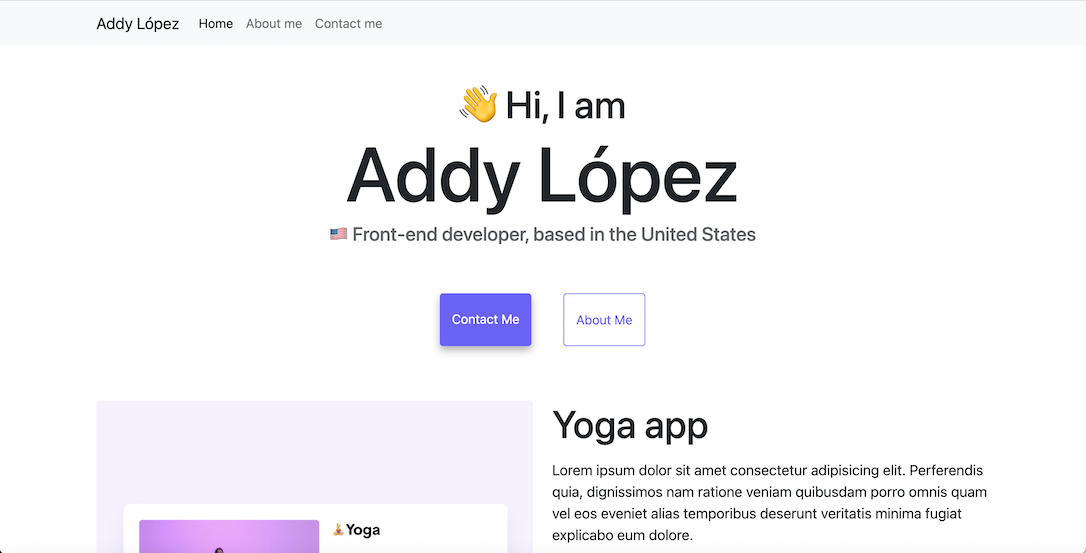 Addy López Home About me Contact me
👋 Hi, I am
Addy López
🇺🇸 Front-end developer, based in the United States
Contact Me About Me
Yoga app
Lorem ipsum dolor sit amet consectetur adipisicing elit. Perferendis
quia, dignissimos nam ratione veniam quibusdam porro omnis quam
vel eos eveniet alias temporibus deserunt veritatis minima fugiat
explicabo eum dolore.
🧘🏼Yoga